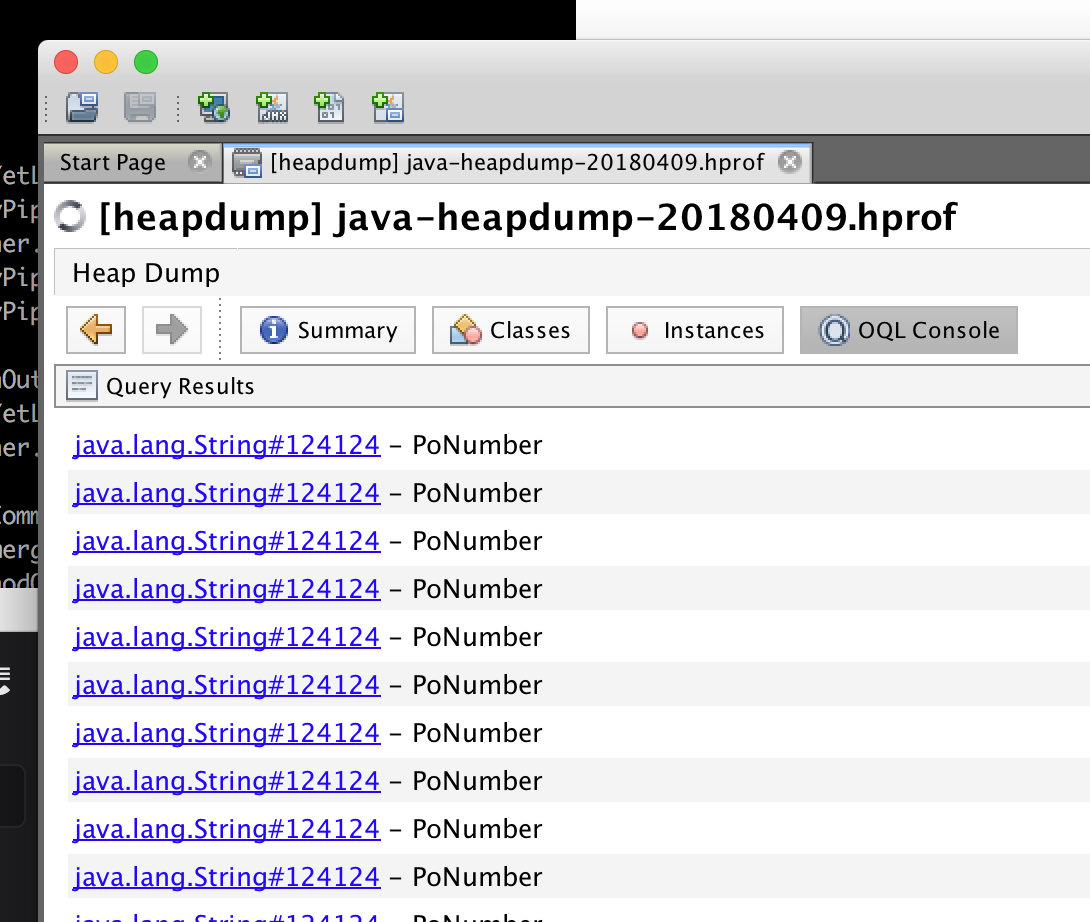 Start Page
[heapdump] java-heapdump-20180409.hprof
[heapdump] java-heapdump-20180409.hprof
Heap Dump
Summary Classes Instances OQL Console
Query Results
java.lang.String#124124 – PoNumber
java.lang.String#124124 – PoNumber
java.lang.String#124124 – PoNumber
java.lang.String#124124 – PoNumber
java.lang.String#124124 – PoNumber
java.lang.String#124124 – PoNumber
java.lang.String#124124 – PoNumber
java.lang.String#124124 – PoNumber
java.lang.String#124124 – PoNumber
java.lang.String#124124 – PoNumber